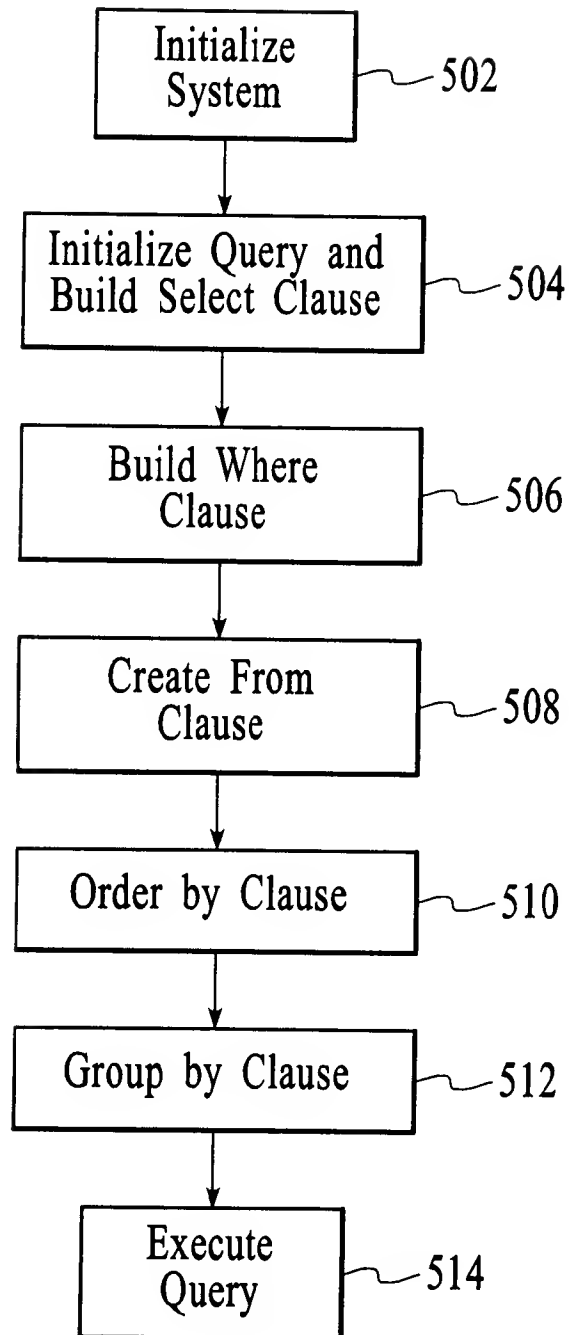 Initialize
System
502
Initialize Query and
Build Select Clause
504
Build Where
Clause
506
Create From
Clause
508
Order by Clause
510
Group by Clause
512
Execute
Query
514